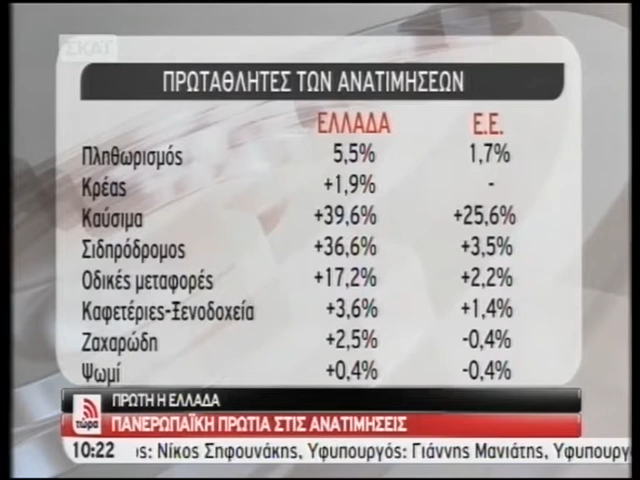 ΣΚΑΪ
ΠΡΩΤΑΘΛΗΤΕΣ ΤΩΝ ΑΝΑΤΙΜΗΣΕΩΝ
ΕΛΛΑΔΑ Ε.Ε.
Πληθωρισμός 5,5% 1,7%
Κρέας +1,9% -
Καύσιμα +39,6% +25,6%
Σιδηρόδρομος +36,6% +3,5%
Οδικές μεταφορές +17,2% +2,2%
Καφετέριες-Ξενοδοχεία +3,6% +1,4%
Ζαχαρώδη +2,5% -0,4%
Ψωμί +0,4% -0,4%
ΠΡΩΤΗ Η ΕΛΛΑΔΑ
τώρα ΠΑΝΕΡΩΠΑΪΚΗ ΠΡΩΤΙΑ ΣΤΙΣ ΑΝΑΤΙΜΗΣΕΙΣ
10:22 ος: Νίκος Σηφουνάκης, Υφυπουργός: Γιάννης Μανιάτης, Υφυπουργ